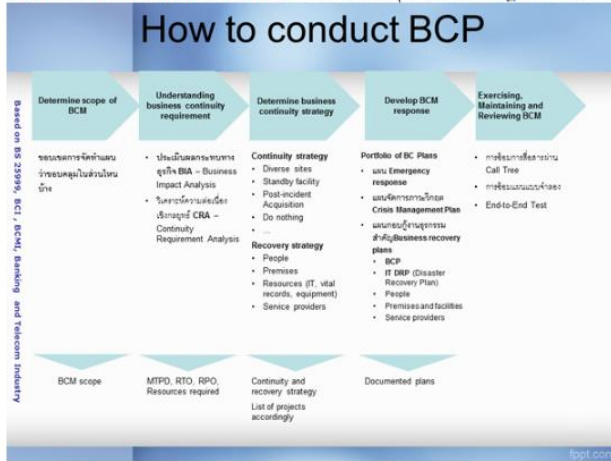 How to conduct BCP
Based on BS 25999, BCI , BCMI, Banking and Telecom Industry
Determine scope of
BCM
ขอบเขตการจัดทำแผน
ว่าขอบคลุมในส่วนไหน
บ้าง
BCM scope
Understanding
business continuity
requirement
• ประเมินผลกระทบทาง
ธุรกิจ BIA – Business
Impact Analysis
• วิเคราะห์ความต่อเนื่อง
เชิงกลยุทธ์ CRA –
Continuity
Requirement Analysis
MTPD, RTO, RPO,
Resources required
Determine business
continuity strategy
Continuity strategy
• Diverse sites
• Standby facility
• Post-incident
Acquisition
• Do nothing
• ...
Recovery strategy
• People
• Premises
• Resources (IT, vital
records, equipment)
• Service providers
Continuity and
recovery strategy
List of projects
accordingly
Develop BCM
response
Portfolio of BC Plans
• แผน Emergency
response
• แผนจัดการภาวะวิกฤต
Crisis Management Plan
• แผนกอบกู้งานธุรกรรม
สำคัญBusiness recovery
plans
• BCP
• IT DRP (Disaster
Recovery Plan)
• People
• Premises and facilities
• Service providers
Documented plans
Exercising,
Maintaining and
Reviewing BCM
• การซ้อมการสื่อสารผ่าน
Call Tree
• การซ้อมแผนแบบจำลอง
• End-to-End Test
fppt.com